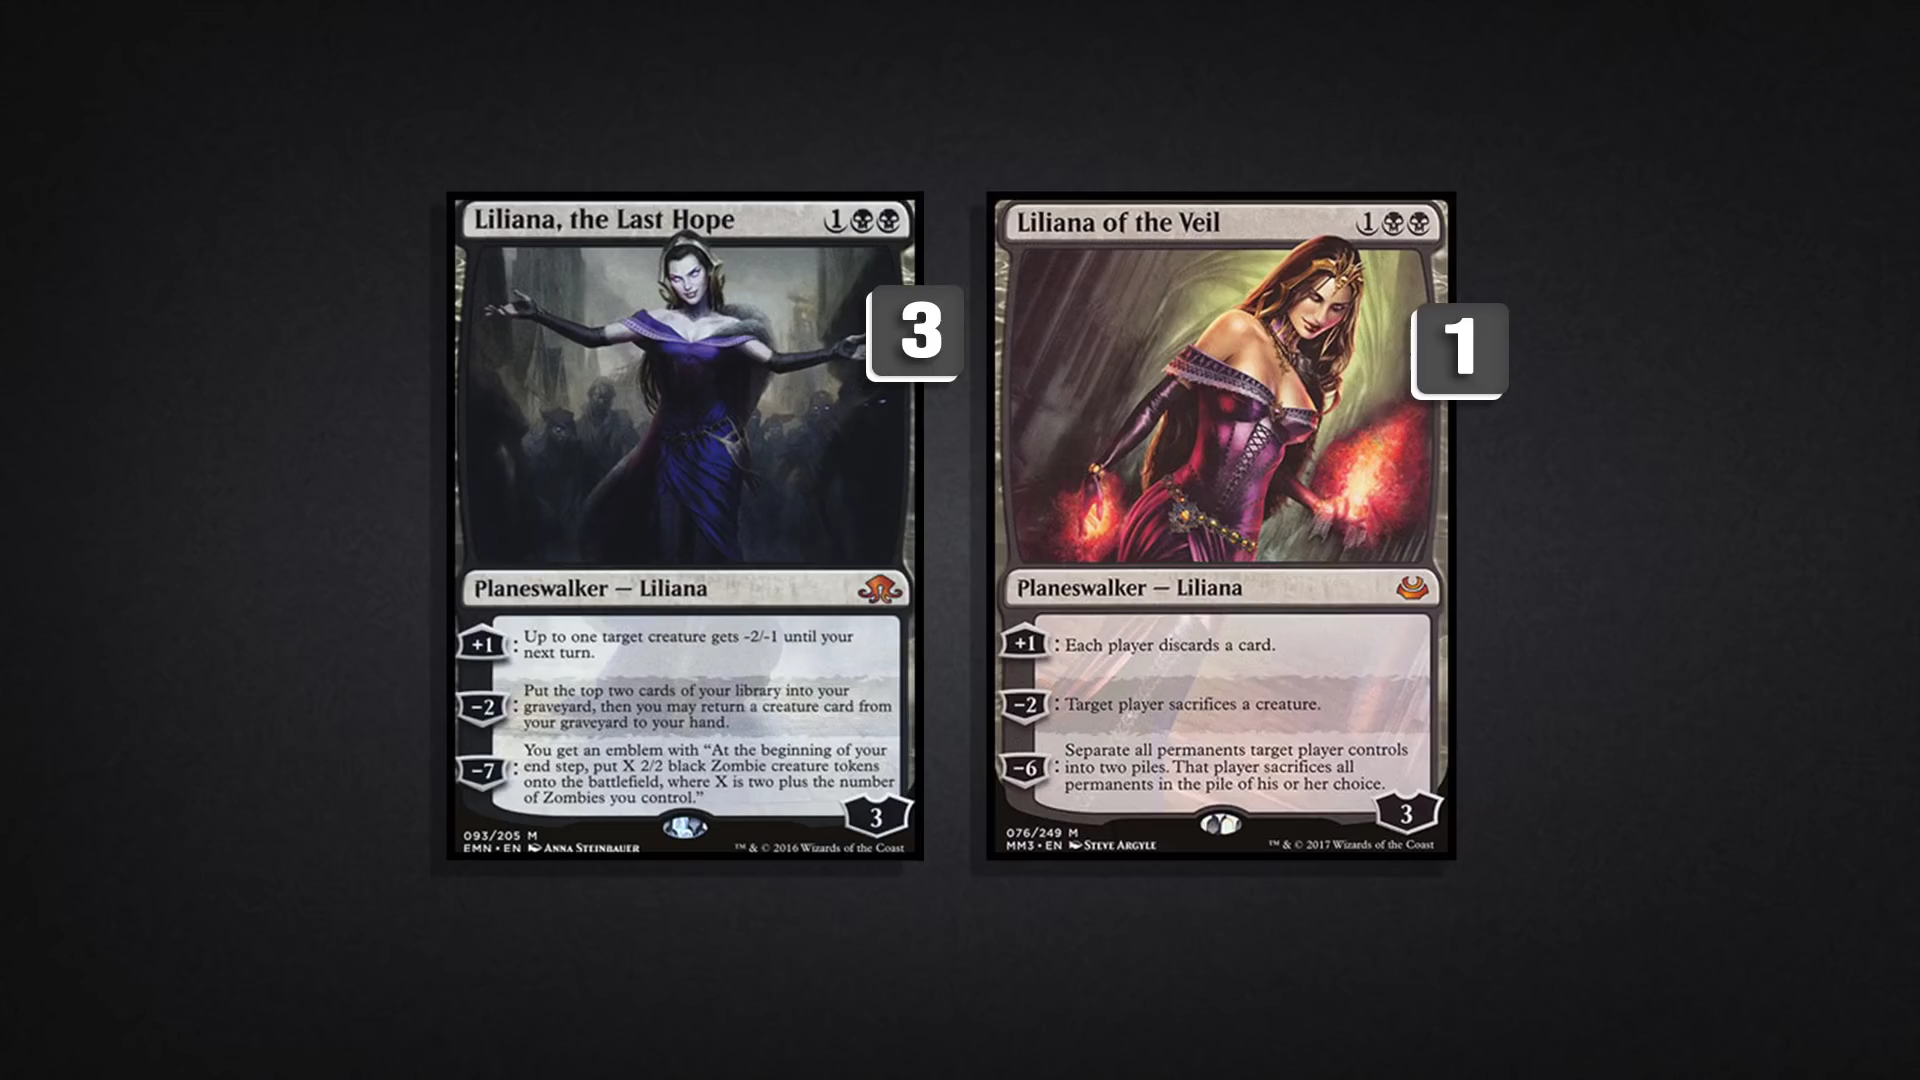 Liliana, the Last Hope 1
3
Planeswalker — Liliana
+1 : Up to one target creature gets -2/-1 until your
next turn.
Put the top two cards of your library into your
−2 : graveyard, then you may return a creature card from
your graveyard to your hand.
You get an emblem with “At the beginning of your
−7 : end step, put X 2/2 black Zombie creature tokens
onto the battlefield, where X is two plus the number
of Zombies you control.”
3
093/205 M
EMN • EN ANNA STEINBAUER
™ & © 2016 Wizards of the Coast
Liliana of the Veil 1
1
Planeswalker — Liliana
+1 : Each player discards a card.
−2 : Target player sacrifices a creature.
Separate all permanents target player controls
−6 : into two piles. That player sacrifices all
permanents in the pile of his or her choice.
3
076/249 M
MM3 • EN STEVE ARGYLE
™ & © 2017 Wizards of the Coast